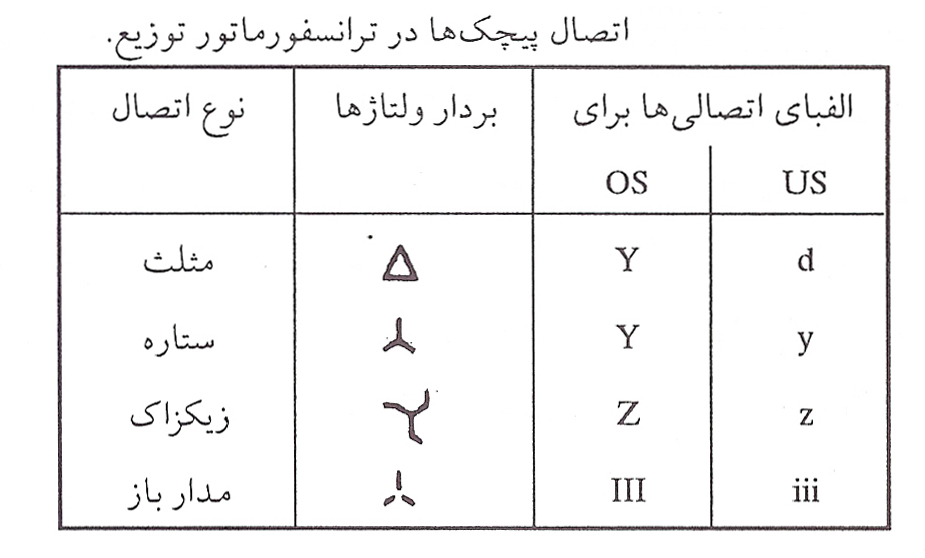 اتصال پیچک‌ها در ترانسفورماتور توزیع.
الفبای اتصالی‌ها برای	بردار ولتاژها	نوع اتصال
US	OS
d	Y	مثلث
y	Y	ستاره
z	Z	زیکزاک
iii	III	مدار باز